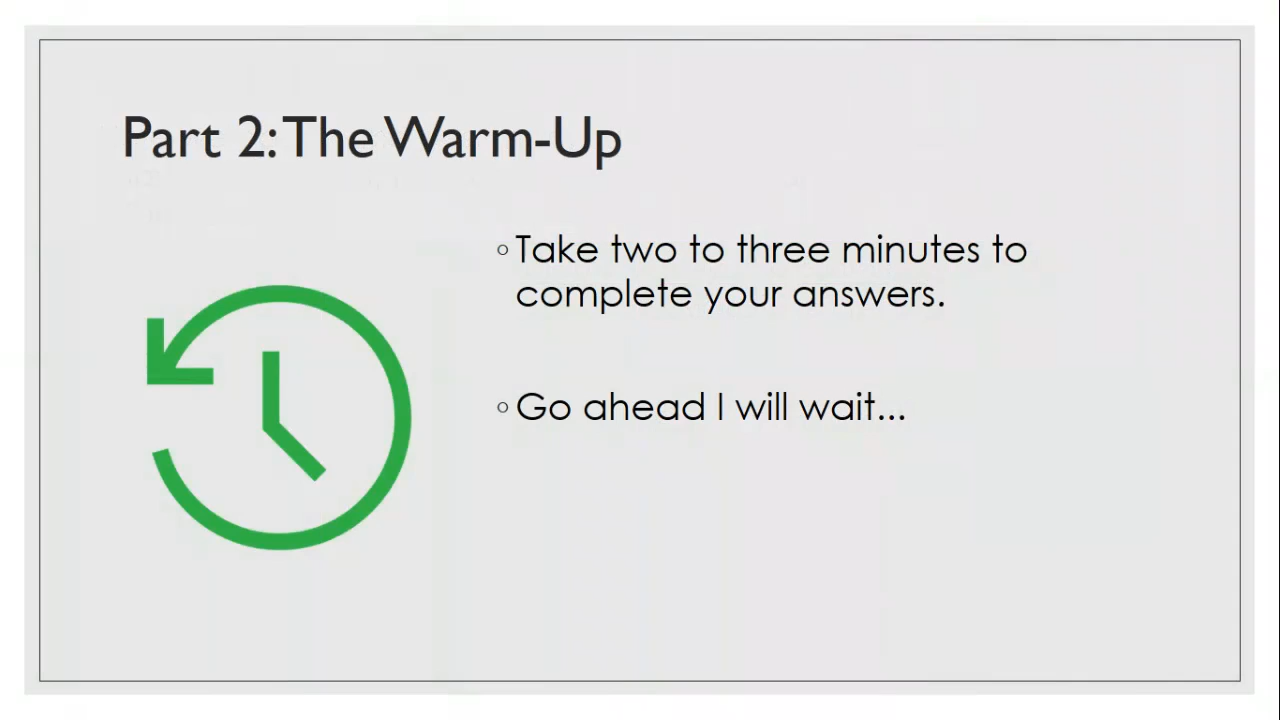 Part 2: The Warm-Up
◦Take two to three minutes to
complete your answers.
◦Go ahead I will wait...